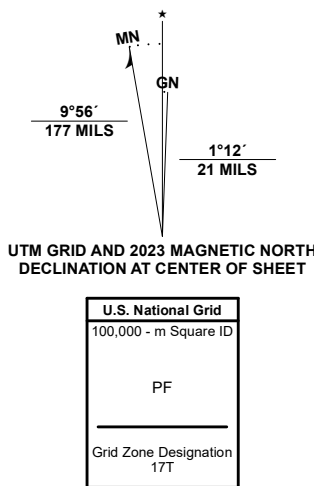 ★
MN
GN
9°56´
177 MILS
1°12´
21 MILS
UTM GRID AND 2023 MAGNETIC NORTH
DECLINATION AT CENTER OF SHEET
U.S. National Grid
100,000 - m Square ID
PF
Grid Zone Designation
17T